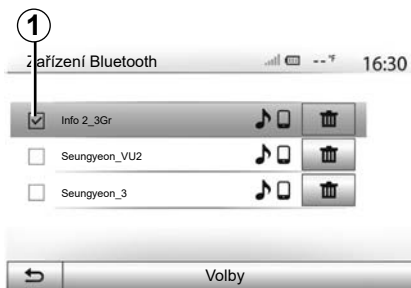 1
Zařízení Bluetooth
-- °F
16:30
Info 2_3Gr
Seungyeon_VU2
Seungyeon_3
Volby